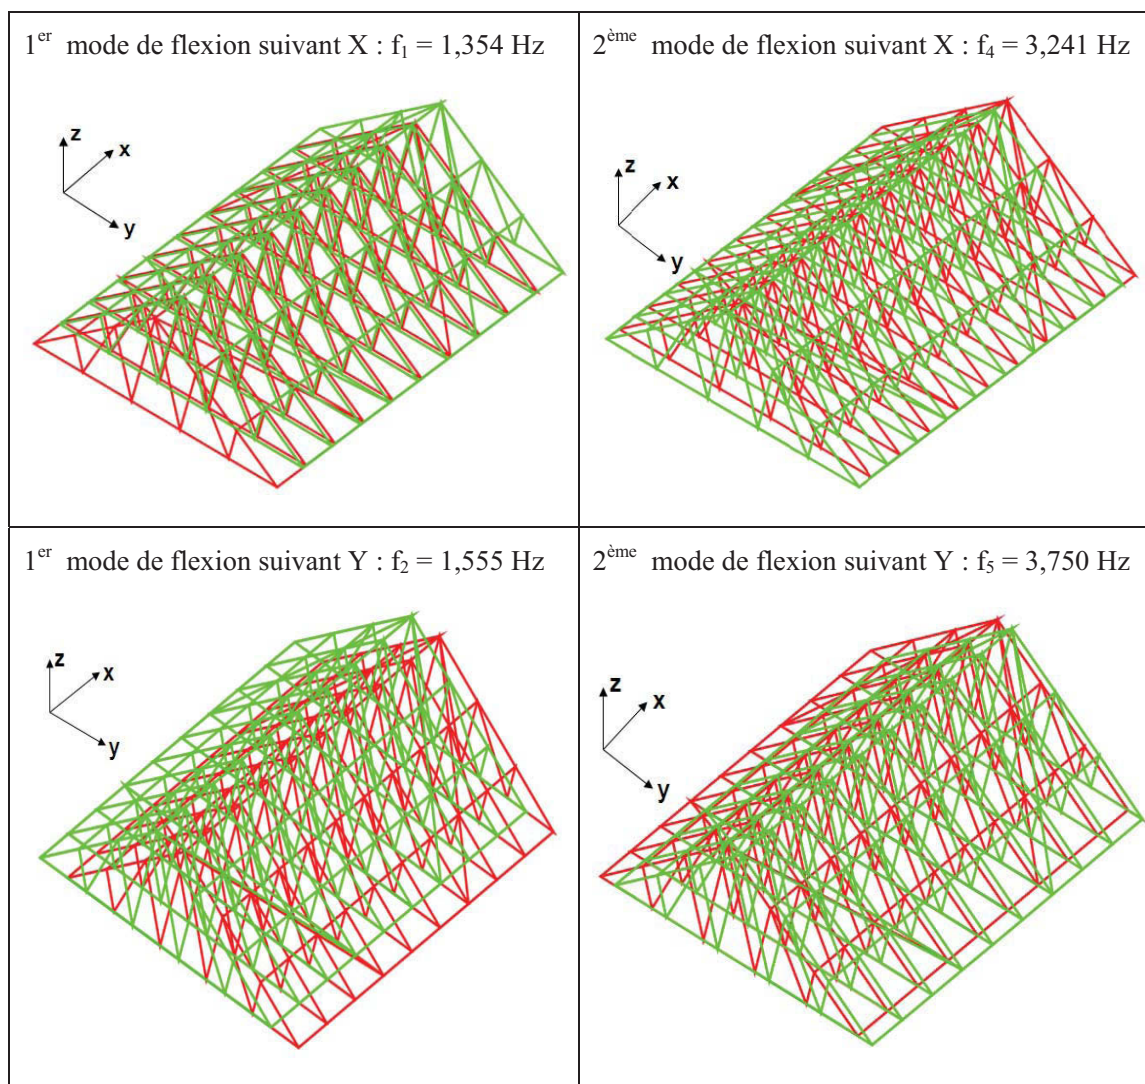 1er mode de flexion suivant X : f1 = 1,354 Hz
z
x
y
2ème mode de flexion suivant X : f4 = 3,241 Hz
z
x
y
1er mode de flexion suivant Y : f2 = 1,555 Hz
z
x
y
2ème mode de flexion suivant Y : f5 = 3,750 Hz
z
x
y